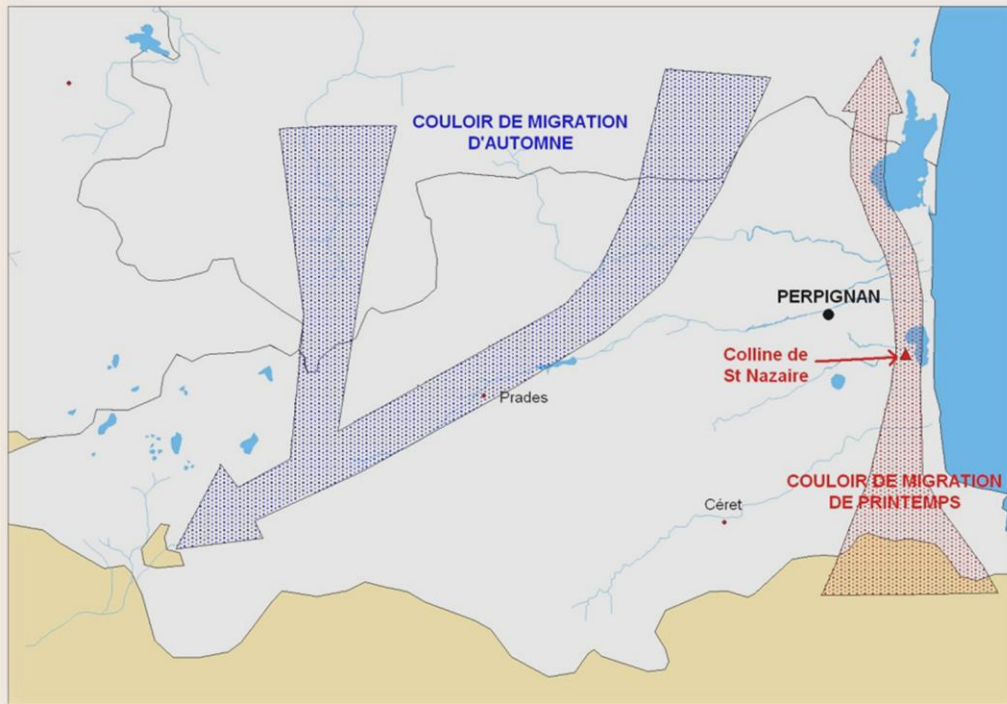 COULOIR DE MIGRATION
D'AUTOMNE
PERPIGNAN
Colline de
St Nazaire
Prades
COULOIR DE MIGRATION
DE PRINTEMPS
Céret